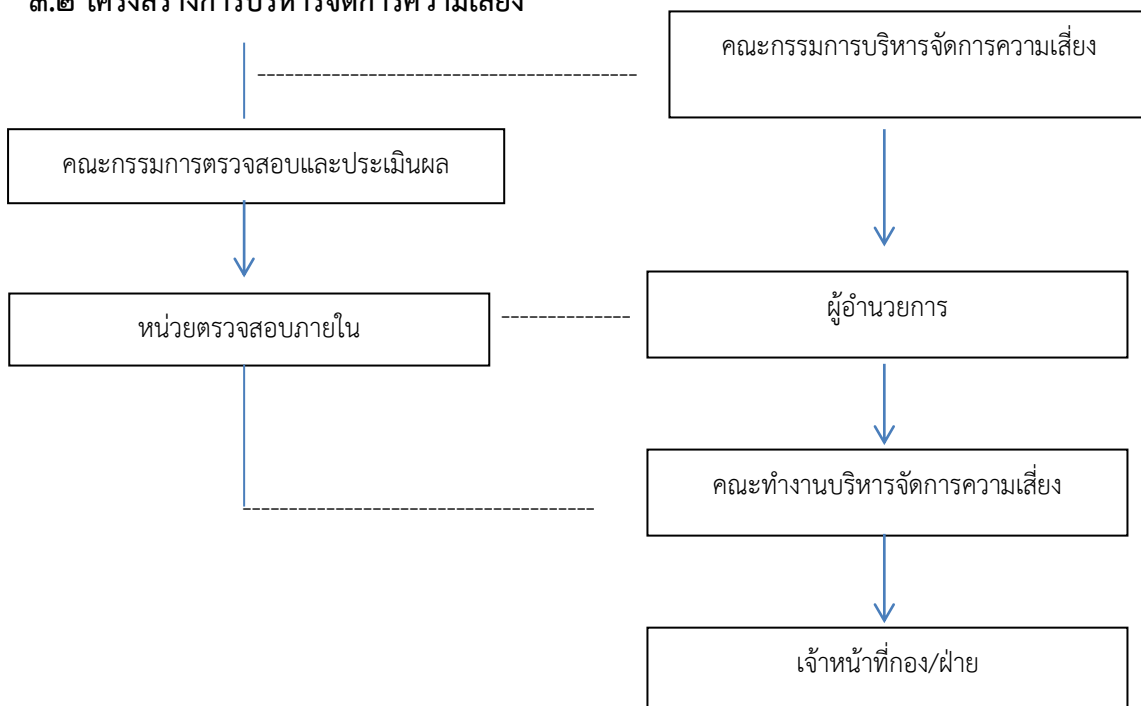 ๓.๒ โครงสร้างการบริหารจัดการความเสี่ยง
คณะกรรมการบริหารจัดการความเสี่ยง
คณะกรรมการตรวจสอบและประเมินผล
หน่วยตรวจสอบภายใน
ผู้อำนวยการ
คณะทำงานบริหารจัดการความเสี่ยง
เจ้าหน้าที่กอง/ฝ่าย